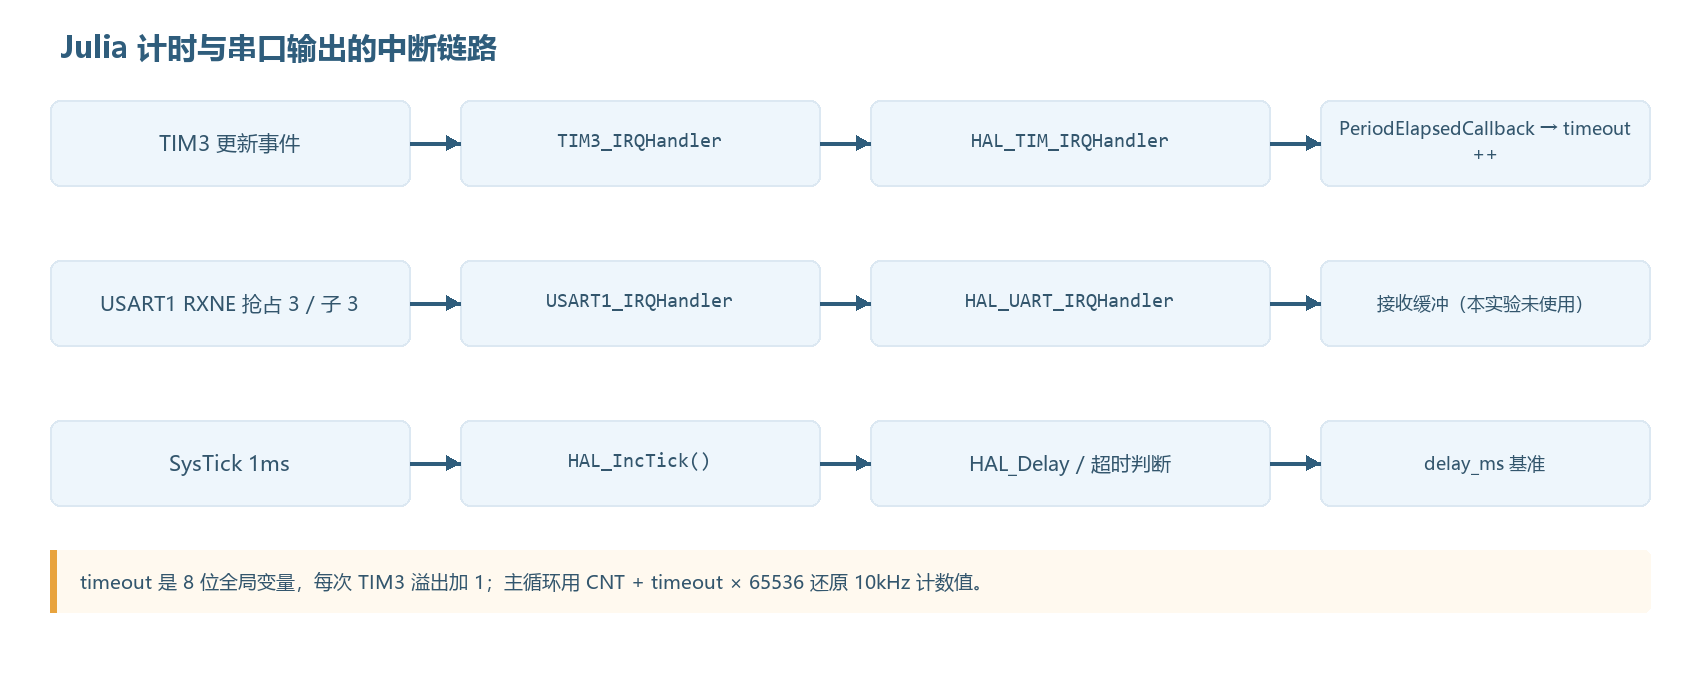 Julia 计时与串口输出的中断链路
TIM3 更新事件
TIM3_IRQHandler
HAL_TIM_IRQHandler
PeriodElapsedCallback → timeout
++
USART1 RXNE 抢占 3 / 子 3
USART1_IRQHandler
HAL_UART_IRQHandler
接收缓冲（本实验未使用）
SysTick 1ms
HAL_IncTick()
HAL_Delay / 超时判断
delay_ms 基准
timeout 是 8 位全局变量，每次 TIM3 溢出加 1；主循环用 CNT + timeout × 65536 还原 10kHz 计数值。